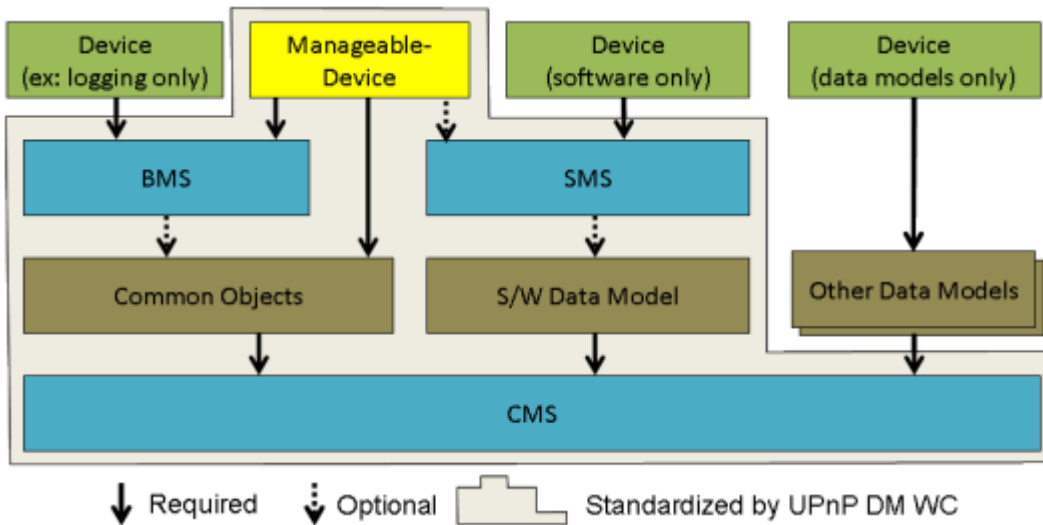 Device
(ex: logging only)
Manageable-
Device
Device
(software only)
Device
(data models only)
BMS
SMS
Common Objects
S/W Data Model
Other Data Models
CMS
Required
Optional
Standardized by UPnP DM WC